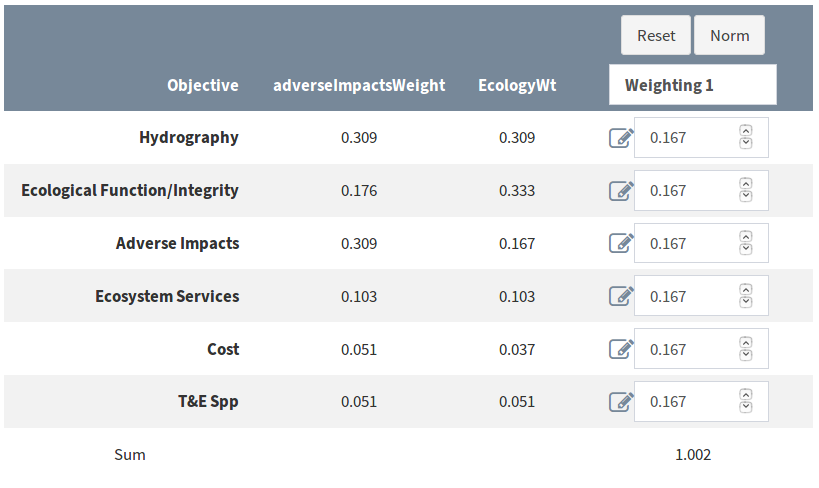 Reset Norm
Objective adverseImpactsWeight EcologyWt Weighting 1
Hydrography 0.309 0.309 0.167
Ecological Function/Integrity 0.176 0.333 0.167
Adverse Impacts 0.309 0.167 0.167
Ecosystem Services 0.103 0.103 0.167
Cost 0.051 0.037 0.167
T&E Spp 0.051 0.051 0.167
Sum 1.002